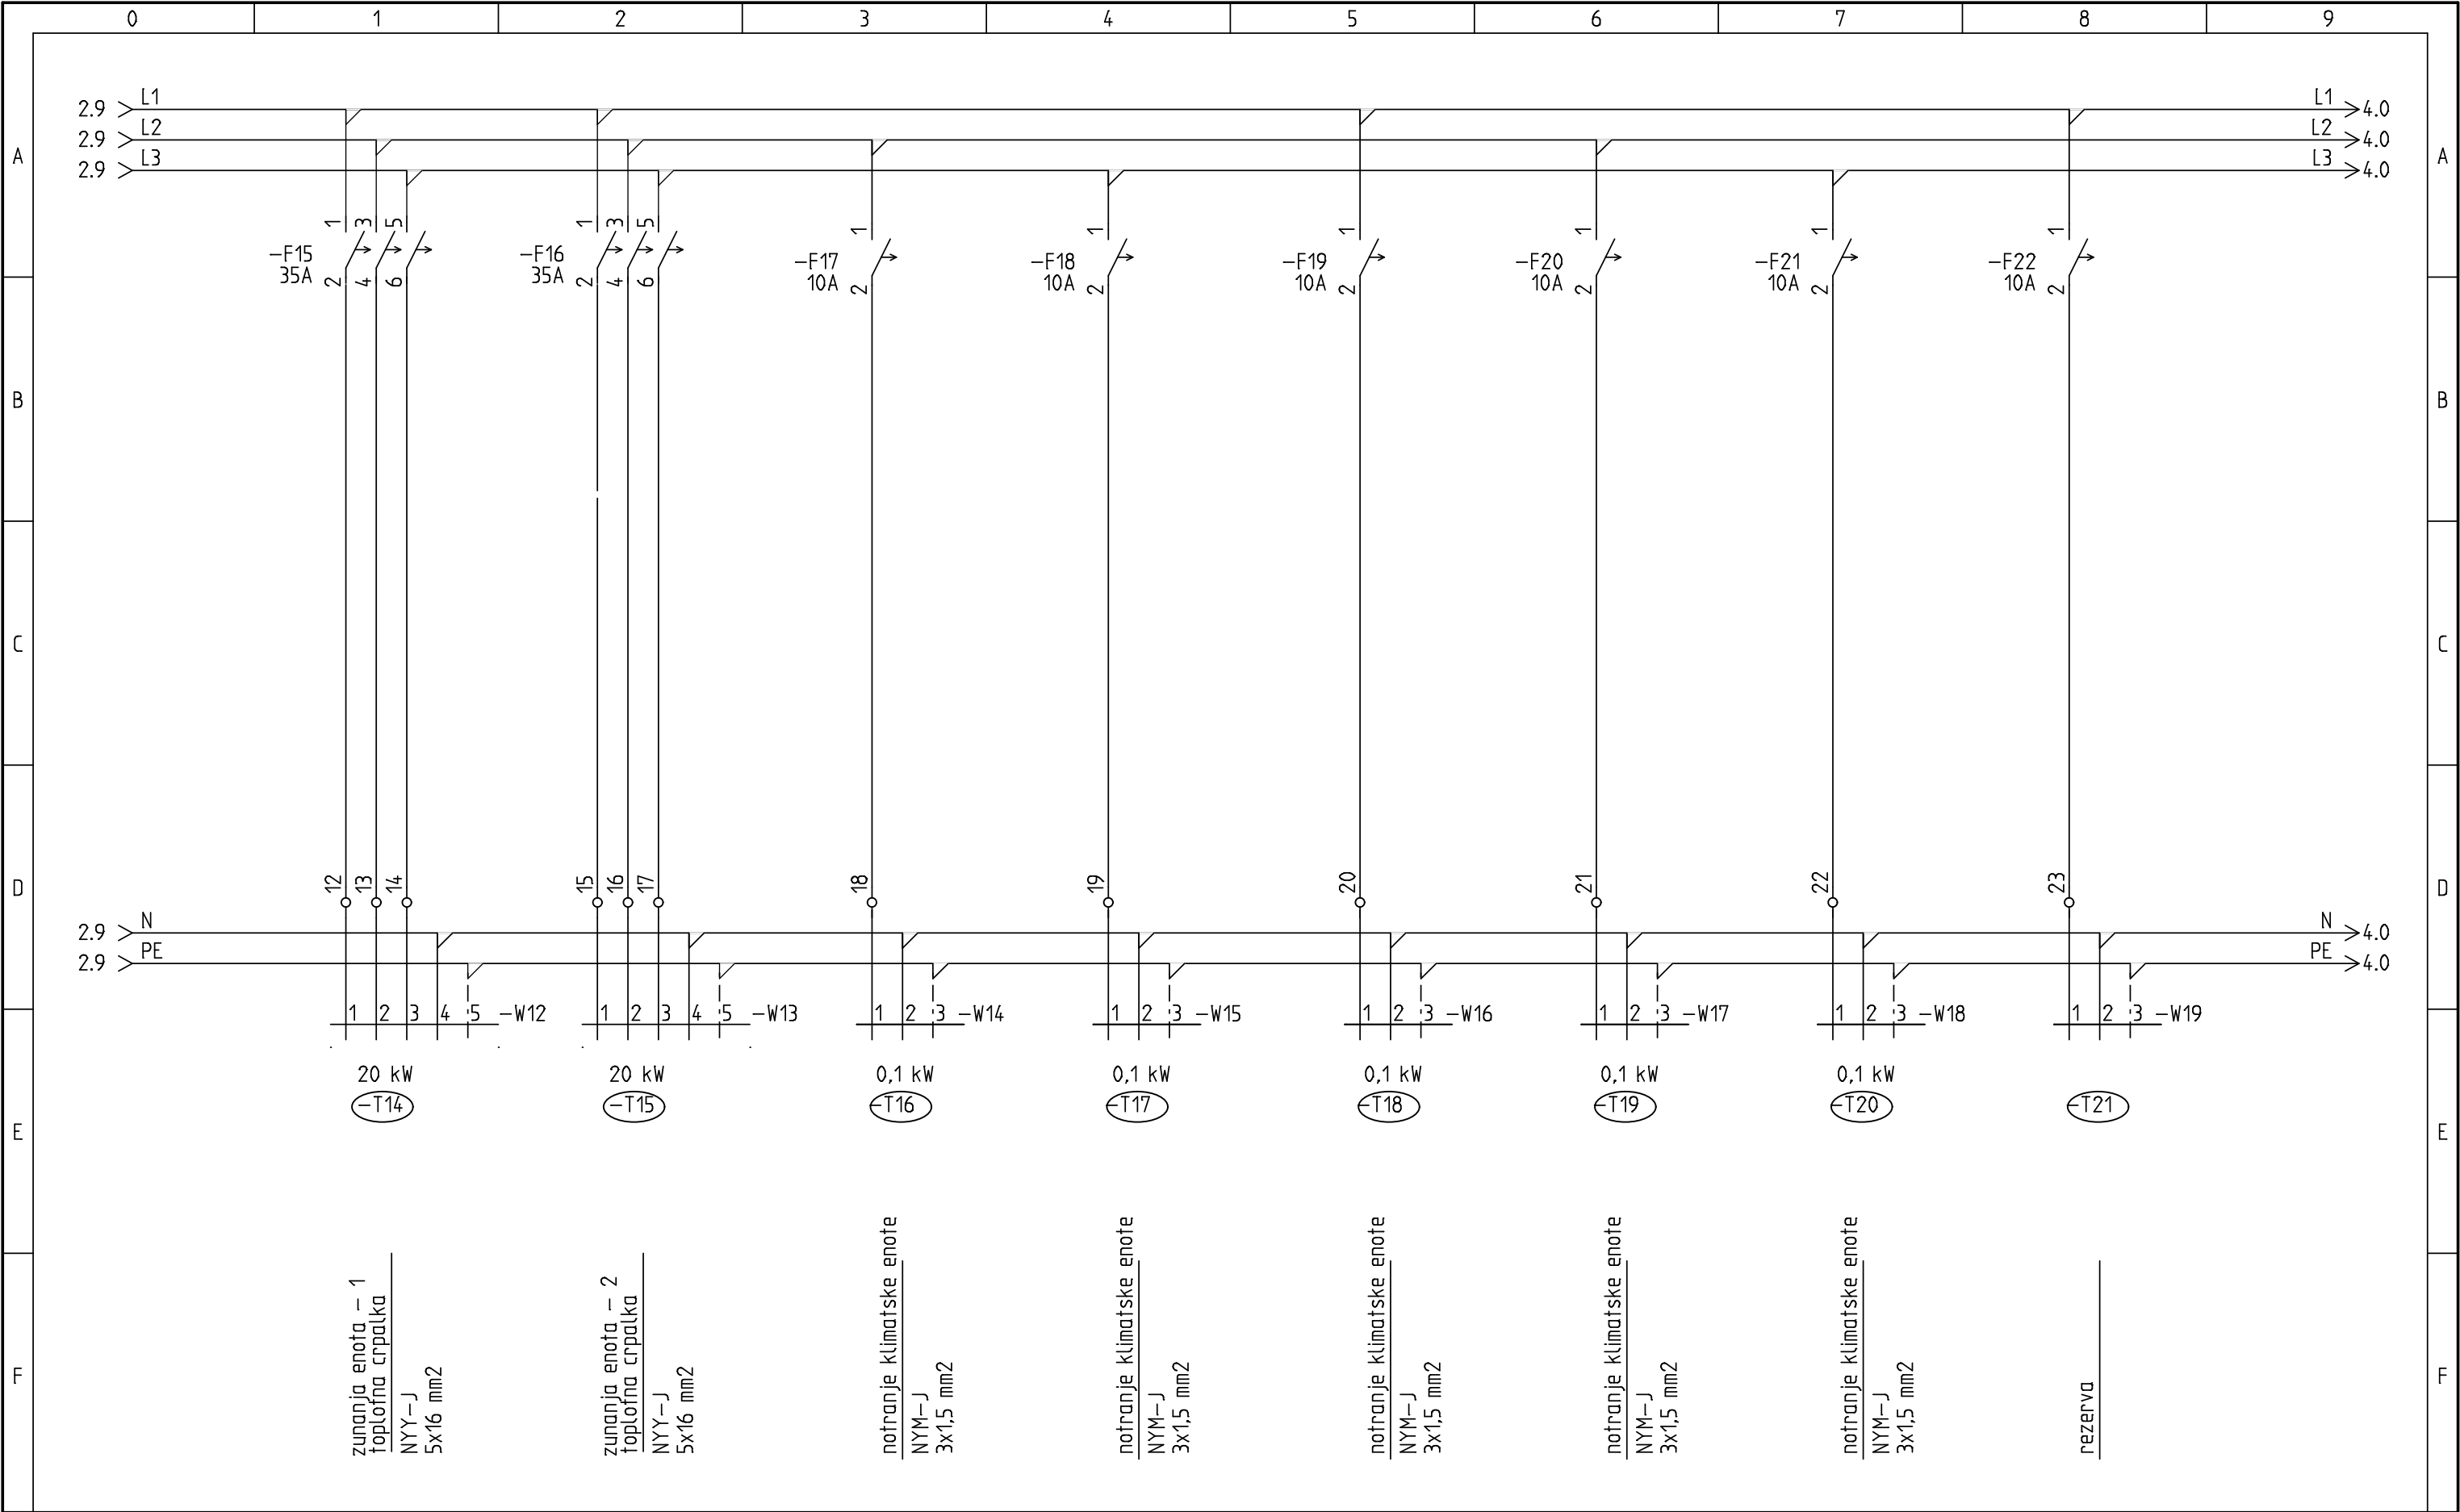 0 1 2 3 4 5 6 7 8 9
2.9 L1 L1 4.0
2.9 L2 L2 4.0
A A
2.9 L3 L3 4.0
1 3 5 1 3 5 1 1 1 1 1 1
-F15 -F16 -F17 -F18 -F19 -F20 -F21 -F22
35A 35A 10A 10A 10A 10A 10A 10A
2 4 6 2 4 6 2 2 2 2 2 2
B B
C C
12 13 14 15 16 17 18 19 20 21 22 23
D D
2.9 N N 4.0
2.9 PE PE 4.0
1 2 3 4 5 -W12 1 2 3 4 5 -W13 1 2 3 -W14 1 2 3 -W15 1 2 3 -W16 1 2 3 -W17 1 2 3 -W18 1 2 3 -W19
20 kW 20 kW 0,1 kW 0,1 kW 0,1 kW 0,1 kW 0,1 kW
-T14 -T15 -T16 -T17 -T18 -T19 -T20 -T21
E E
F F
zunanja enota - 1
toplotna crpalka
NYY-J
5x16 mm2
zunanja enota - 2
toplotna crpalka
NYY-J
5x16 mm2
notranje klimatske enote
NYM-J
3x1,5 mm2
notranje klimatske enote
NYM-J
3x1,5 mm2
notranje klimatske enote
NYM-J
3x1,5 mm2
notranje klimatske enote
NYM-J
3x1,5 mm2
notranje klimatske enote
NYM-J
3x1,5 mm2
rezerva